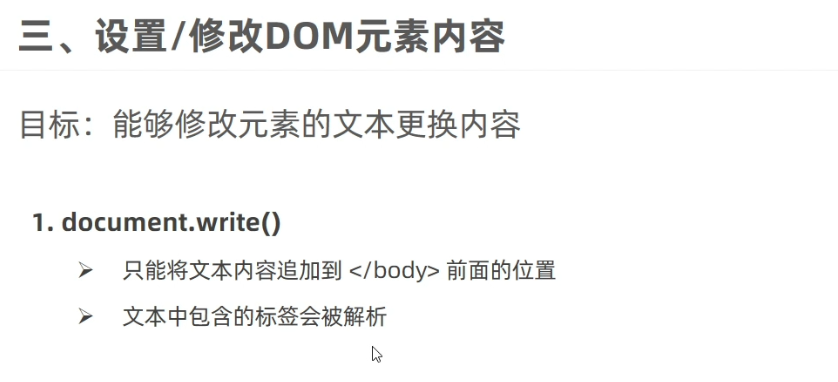 三、设置/修改DOM元素内容
目标：能够修改元素的文本更换内容
1. document.write()
➢ 只能将文本内容追加到 </body> 前面的位置
➢ 文本中包含的标签会被解析